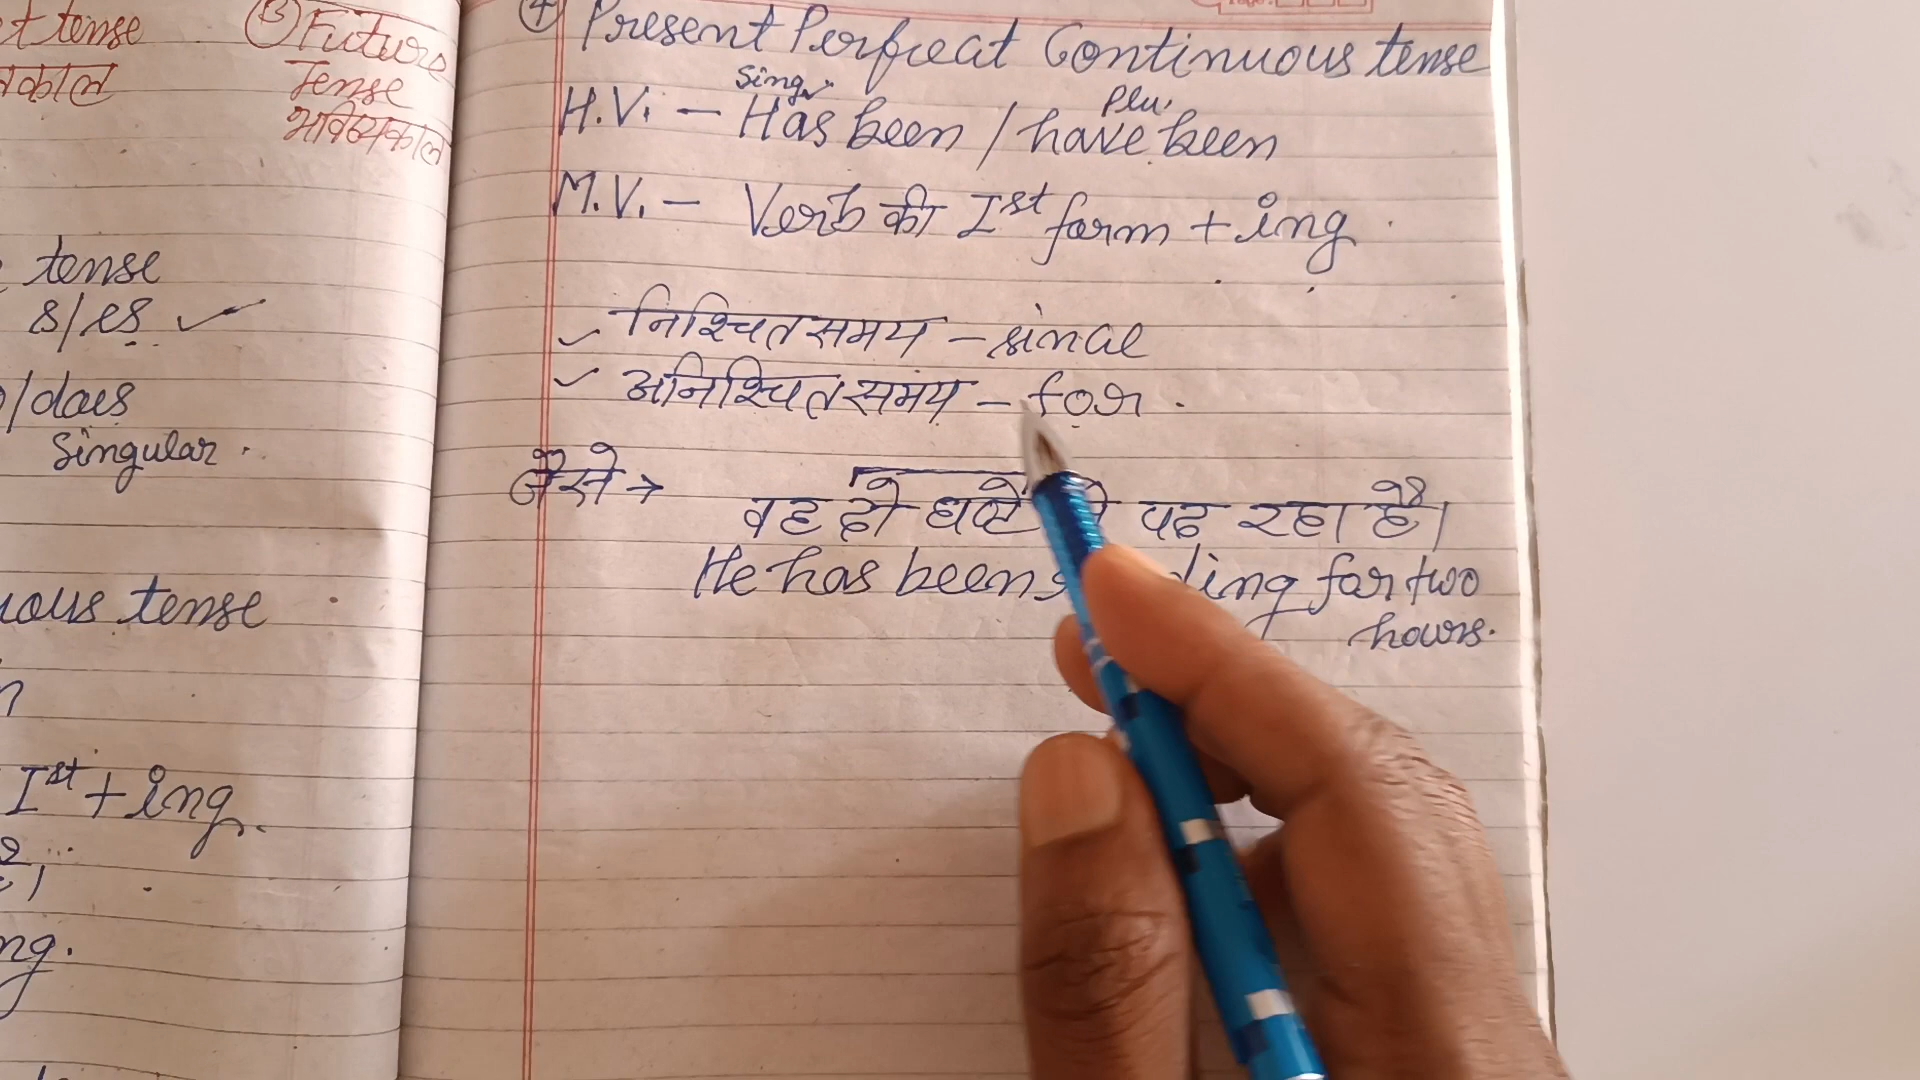 t tense
③ Future
Tense
भविष्यकाल
tense
s/es ✓
/does
Singular.
tense
Ist + ing.
ng.
④ Present Perfect Continuous tense
Sing. Plu.
H.V. – Has been / have been
M.V. – Verb की Ist form + ing.
✓ निश्चित समय – since
✓ अनिश्चित समय – for.
जैसे → वह दो घण्टे पढ रहा है।
He has been ding for two
hours.